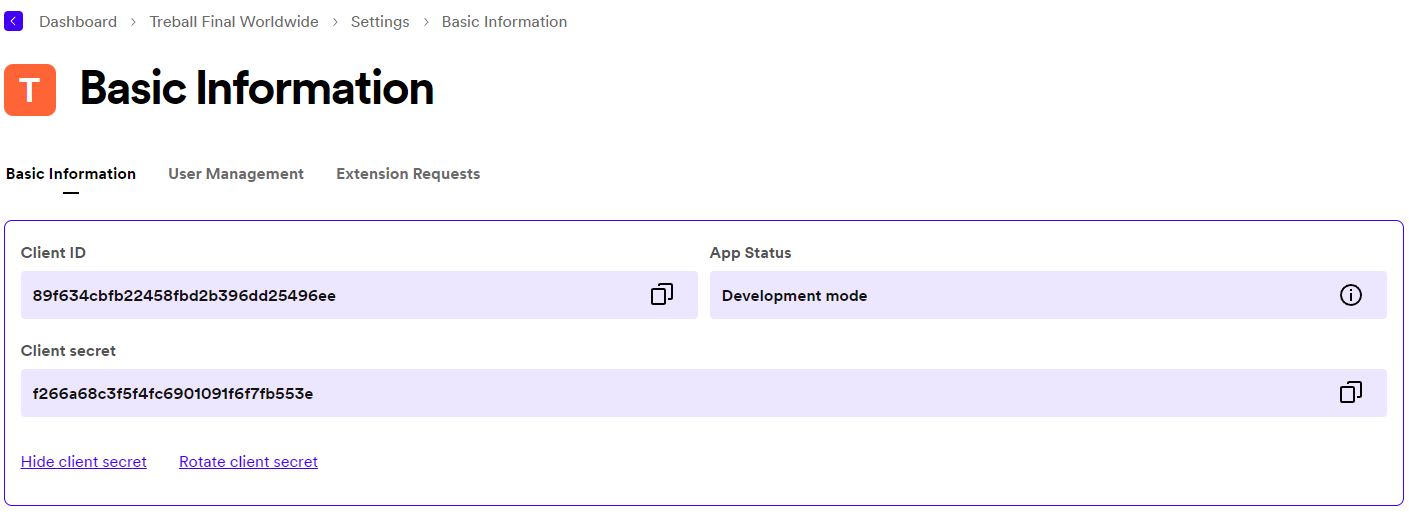 Dashboard > Treball Final Worldwide > Settings > Basic Information
T Basic Information
Basic Information User Management Extension Requests
Client ID App Status
89f634cbfb22458fbd2b396dd25496ee Development mode
Client secret
f266a68c3f5f4fc6901091f6f7fb553e
Hide client secret Rotate client secret